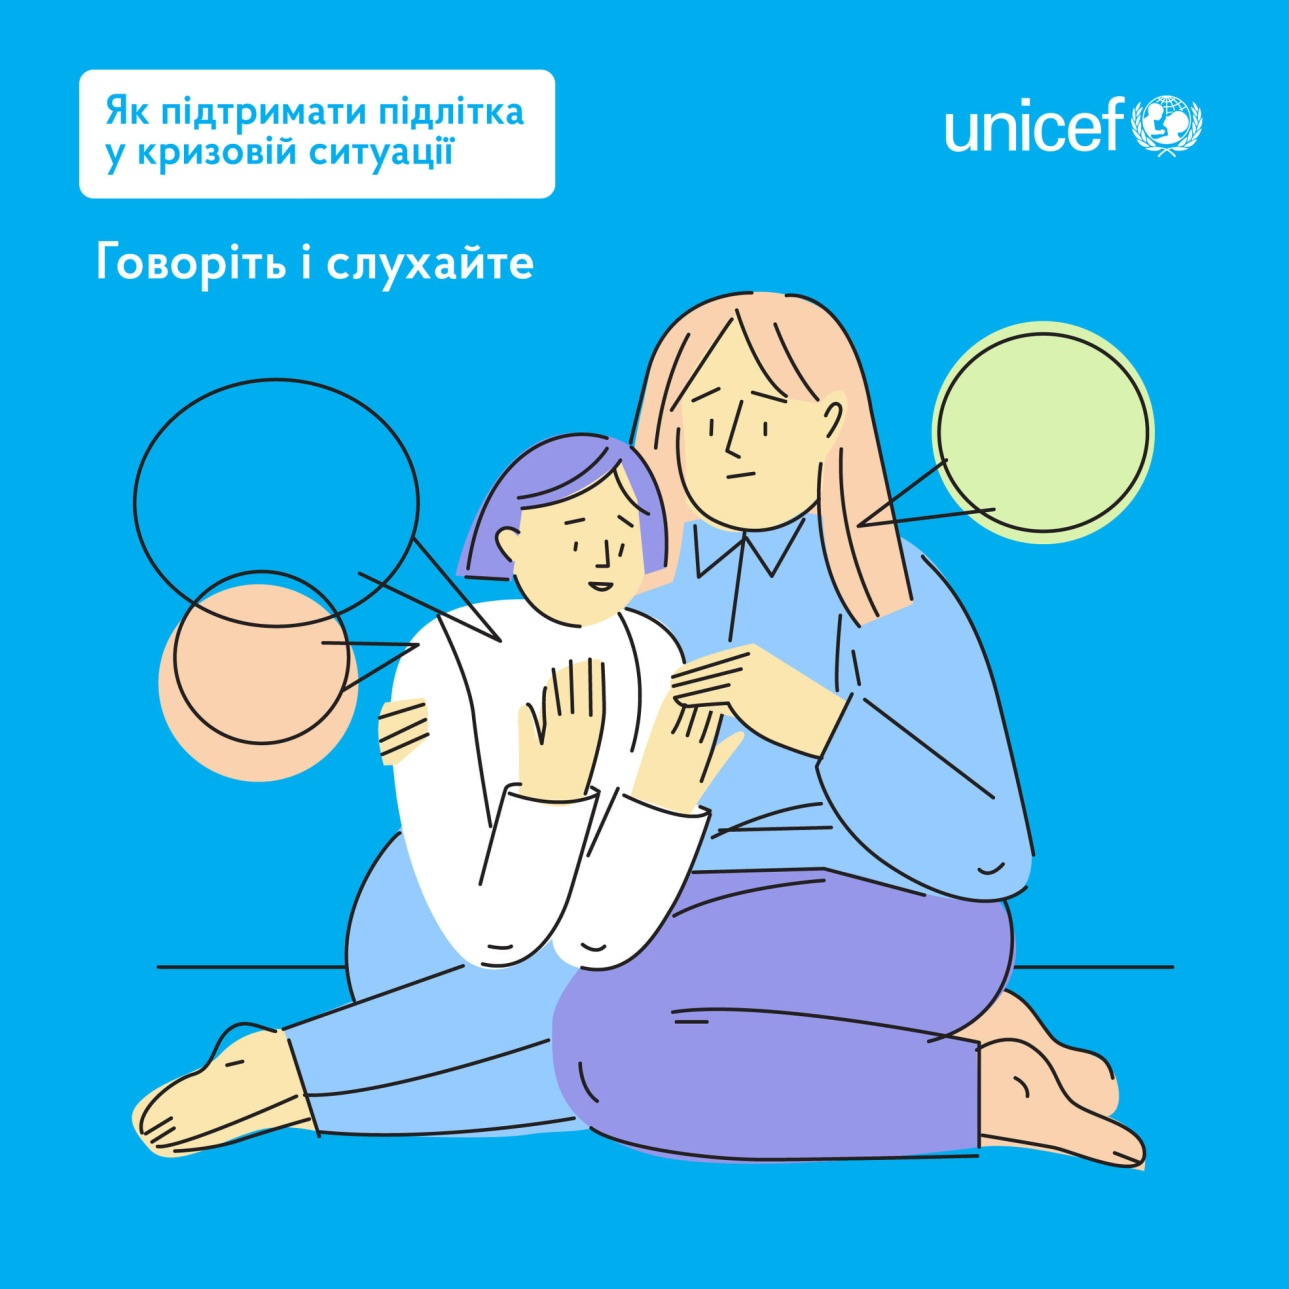 Як підтримати підлітка
у кризовій ситуації
unicef
Говоріть і слухайте